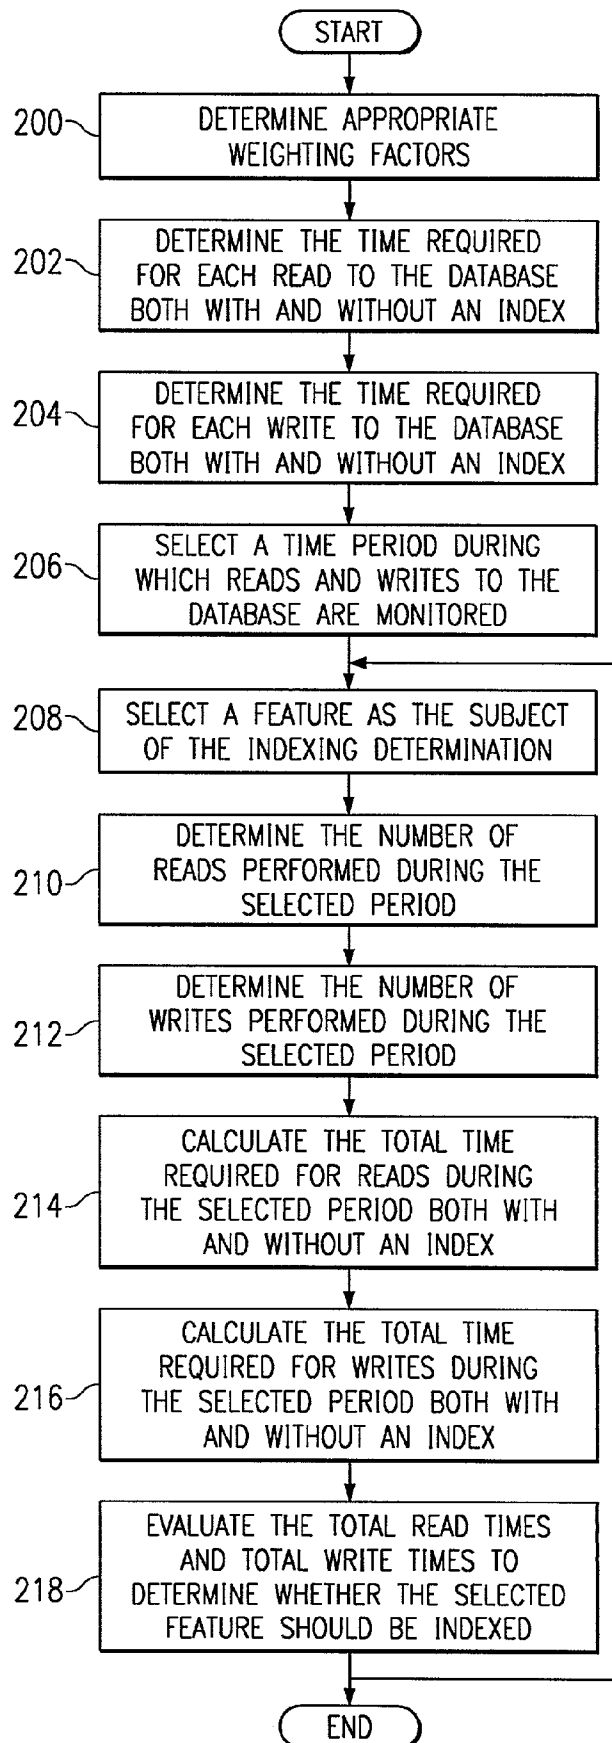 START
200
DETERMINE APPROPRIATE
WEIGHTING FACTORS
202
DETERMINE THE TIME REQUIRED
FOR EACH READ TO THE DATABASE
BOTH WITH AND WITHOUT AN INDEX
204
DETERMINE THE TIME REQUIRED
FOR EACH WRITE TO THE DATABASE
BOTH WITH AND WITHOUT AN INDEX
206
SELECT A TIME PERIOD DURING
WHICH READS AND WRITES TO THE
DATABASE ARE MONITORED
208
SELECT A FEATURE AS THE SUBJECT
OF THE INDEXING DETERMINATION
210
DETERMINE THE NUMBER OF
READS PERFORMED DURING THE
SELECTED PERIOD
212
DETERMINE THE NUMBER OF
WRITES PERFORMED DURING THE
SELECTED PERIOD
214
CALCULATE THE TOTAL TIME
REQUIRED FOR READS DURING
THE SELECTED PERIOD BOTH WITH
AND WITHOUT AN INDEX
216
CALCULATE THE TOTAL TIME
REQUIRED FOR WRITES DURING
THE SELECTED PERIOD BOTH WITH
AND WITHOUT AN INDEX
218
EVALUATE THE TOTAL READ TIMES
AND TOTAL WRITE TIMES TO
DETERMINE WHETHER THE SELECTED
FEATURE SHOULD BE INDEXED
END